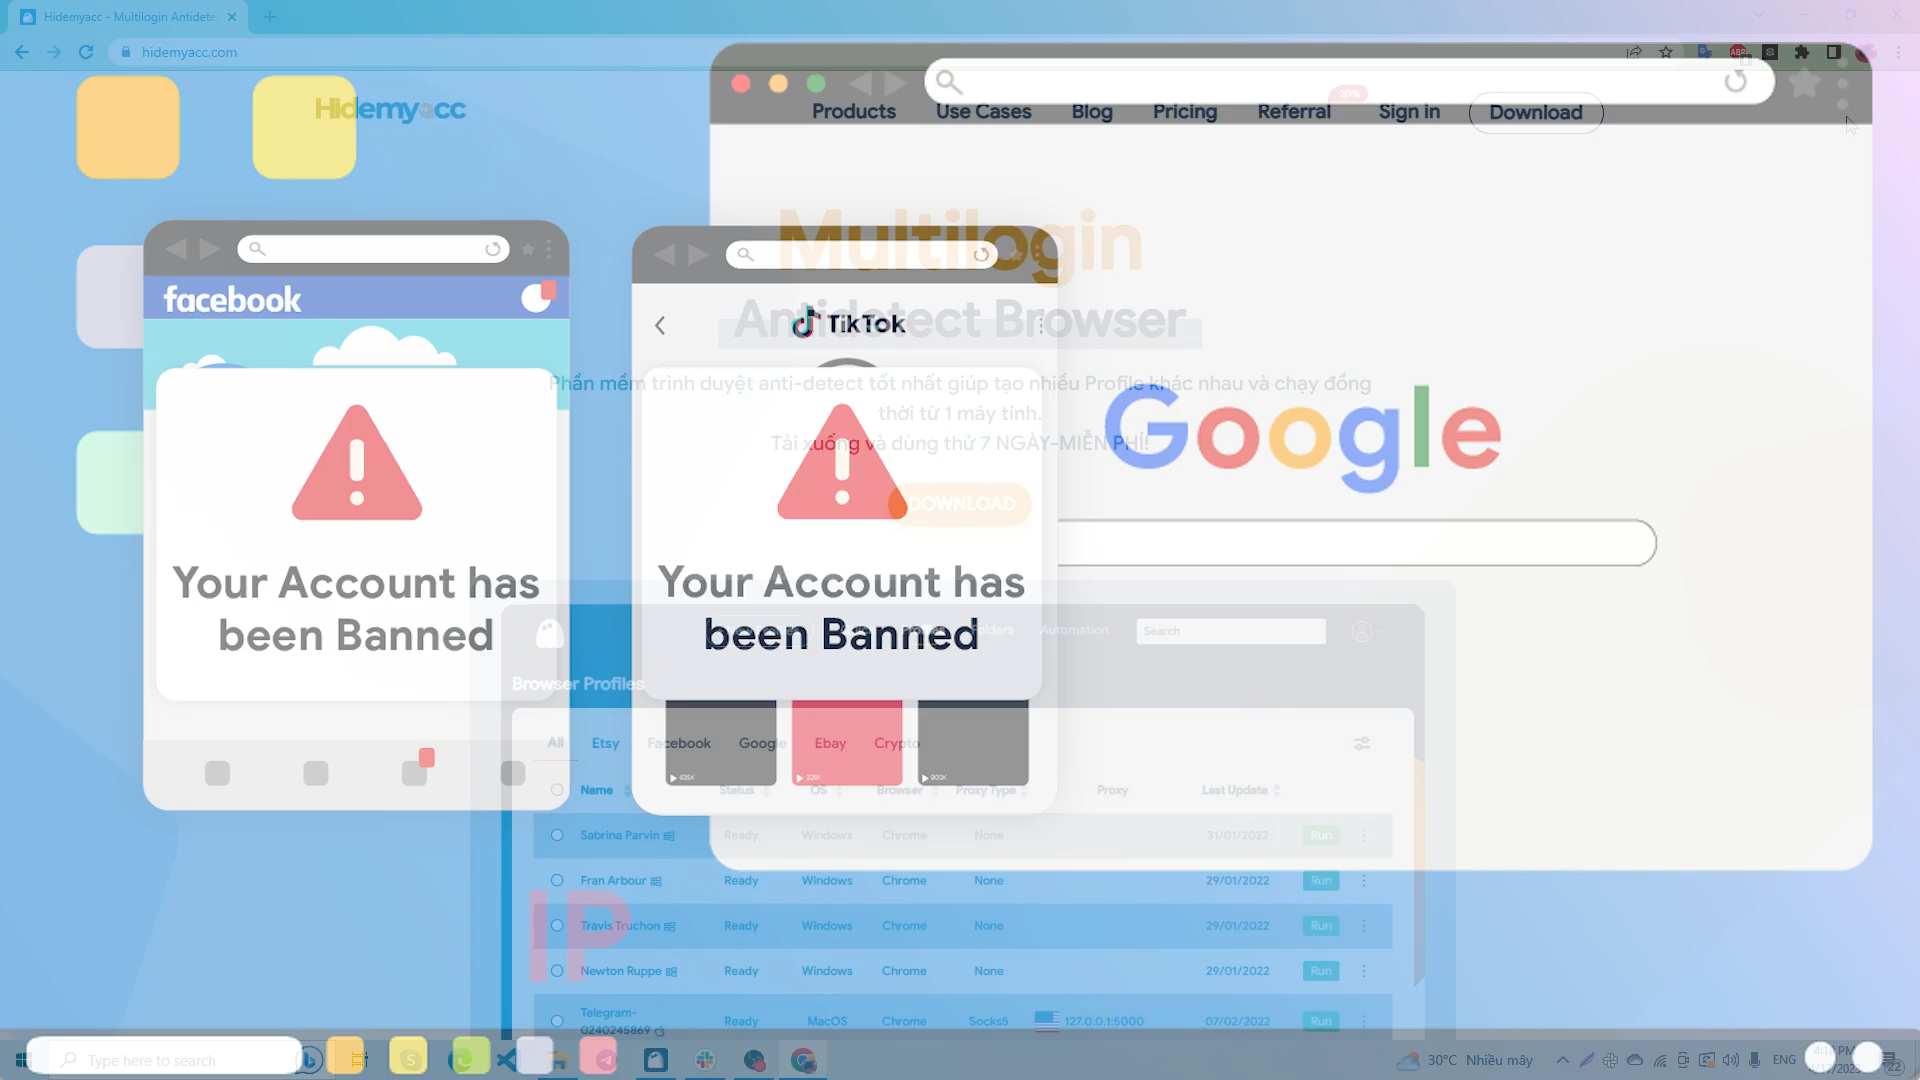 Hidemyacc - Multilogin Antidete
hidemyacc.com
Hidemyacc
Products Use Cases Blog Pricing Referral 20% Sign in Download
Multilogin
Antidetect Browser
facebook
TikTok
Google
Phần mềm trình duyệt anti-detect tốt nhất giúp tạo nhiều Profile khác nhau và chạy đồng
thời từ 1 máy tính.
Tải xuống và dùng thử 7 NGÀY-MIỄN PHÍ!
DOWNLOAD
Your Account has
been Banned
Your Account has
been Banned
Folders Automation Search
Browser Profiles
All Etsy Facebook Google Ebay Crypto
625K 225K 900K
Name Status OS Browser Proxy Type Proxy Last Update
Sabrina Parvin Ready Windows Chrome None 31/01/2022 Run
Fran Arbour Ready Windows Chrome None 29/01/2022 Run
IP
Travis Truchon Ready Windows Chrome None 29/01/2022 Run
Newton Ruppe Ready Windows Chrome None 29/01/2022 Run
Telegram-
0240245869 Ready MacOS Chrome Socks5 127.0.0.1:5000 07/02/2022 Run
Type here to search
30°C Nhiều mây
ENG